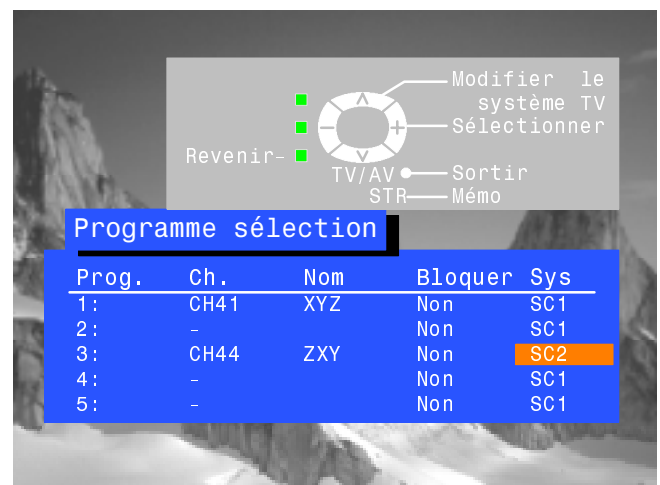 Modifier le
système TV
Sélectionner
Revenir-
TV/AV Sortir
STR Mémo
Programme sélection
Prog. Ch. Nom Bloquer Sys
1: CH41 XYZ Non SC1
2: - Non SC1
3: CH44 ZXY Non SC2
4: - Non SC1
5: - Non SC1